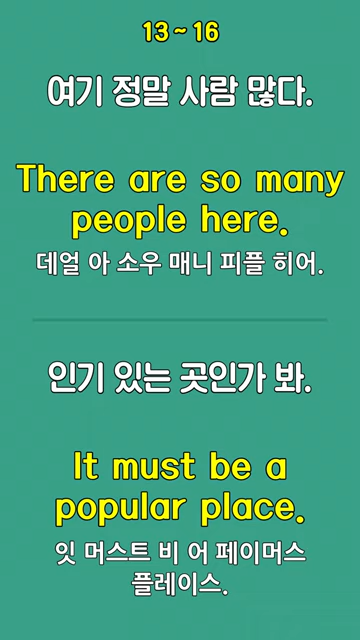 13~16
여기 정말 사람 많다.
There are so many
people here.
데얼 아 소우 매니 피플 히어.
인기 있는 곳인가 봐.
It must be a
popular place.
잇 머스트 비 어 페이머스
플레이스.